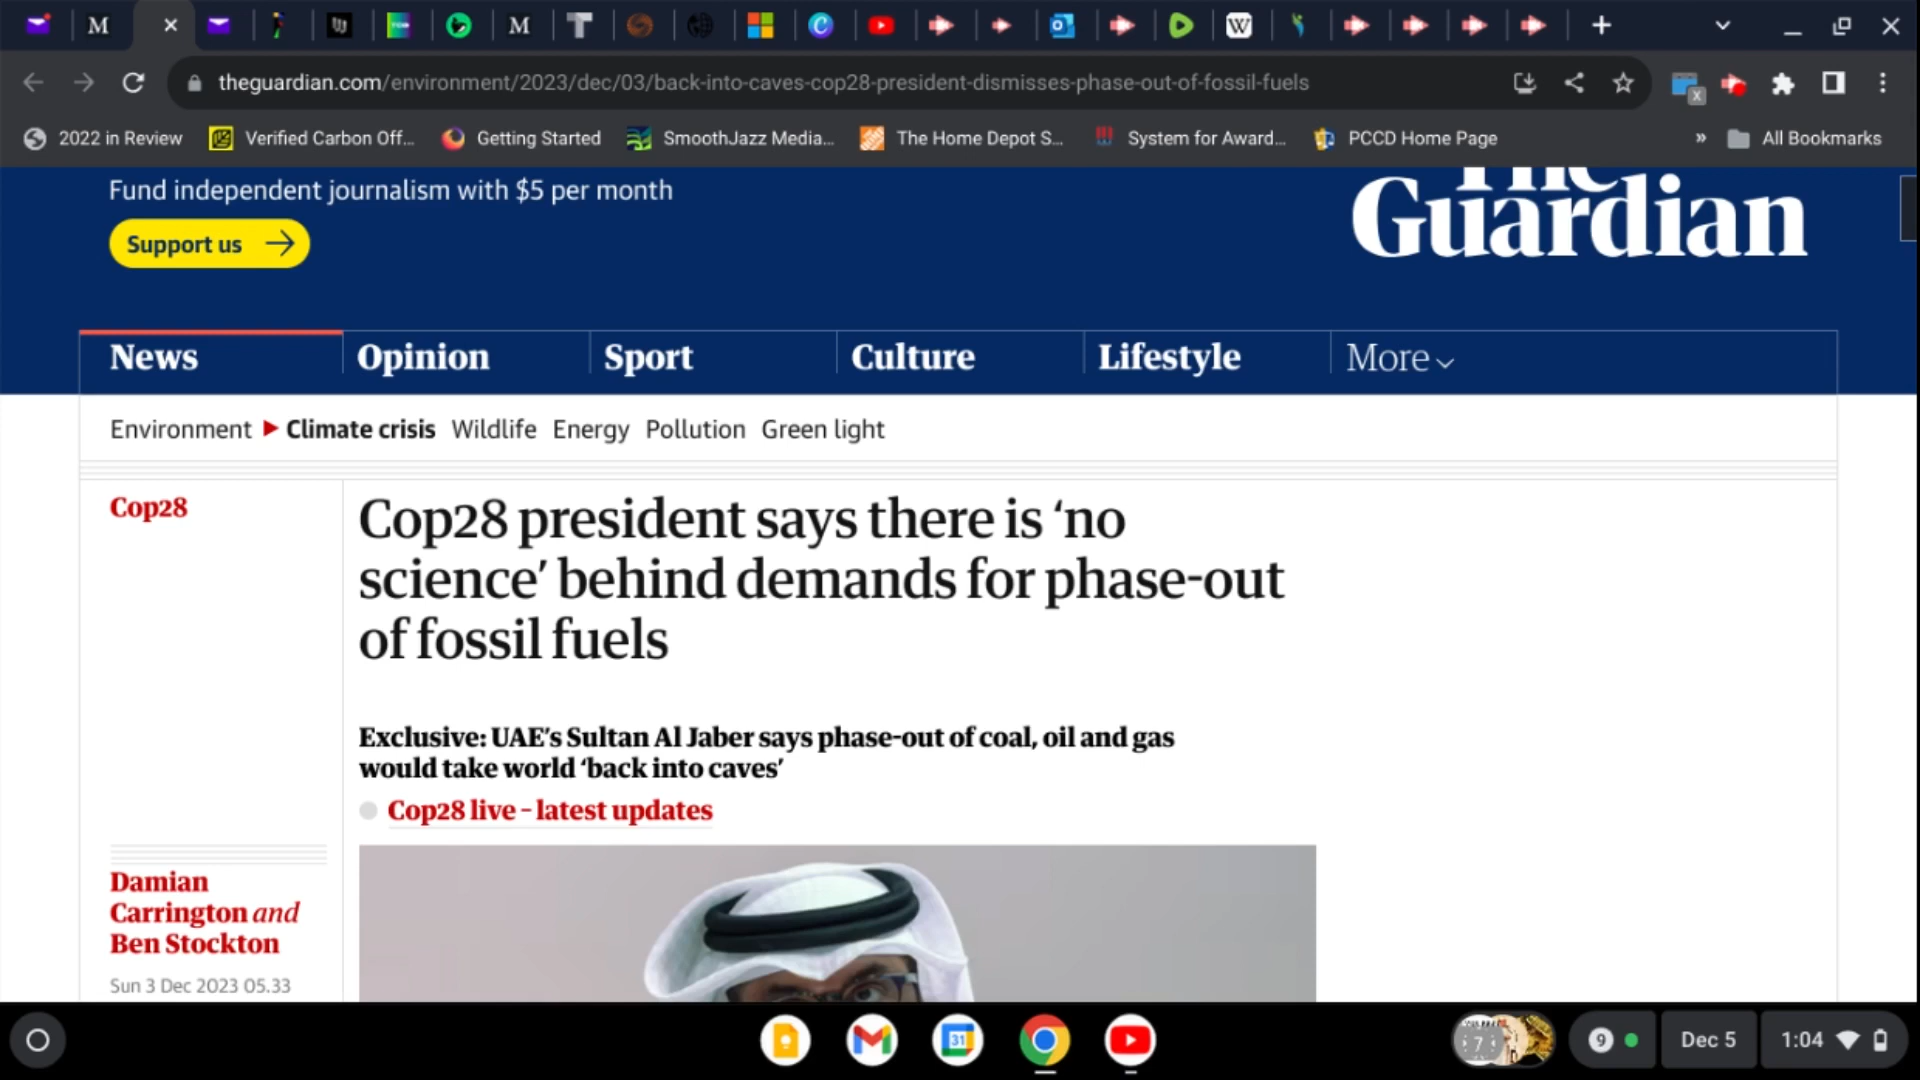 theguardian.com/environment/2023/dec/03/back-into-caves-cop28-president-dismisses-phase-out-of-fossil-fuels
2022 in Review
Verified Carbon Off...
Getting Started
SmoothJazz Media...
The Home Depot S...
System for Award...
PCCD Home Page
» All Bookmarks
Fund independent journalism with $5 per month
Support us
The
Guardian
News
Opinion
Sport
Culture
Lifestyle
More
Environment Climate crisis Wildlife Energy Pollution Green light
Cop28
Cop28 president says there is ‘no
science’ behind demands for phase-out
of fossil fuels
Exclusive: UAE’s Sultan Al Jaber says phase-out of coal, oil and gas
would take world ‘back into caves’
Cop28 live – latest updates
Damian
Carrington and
Ben Stockton
Sun 3 Dec 2023 05.33
31
7
9
Dec 5
1:04